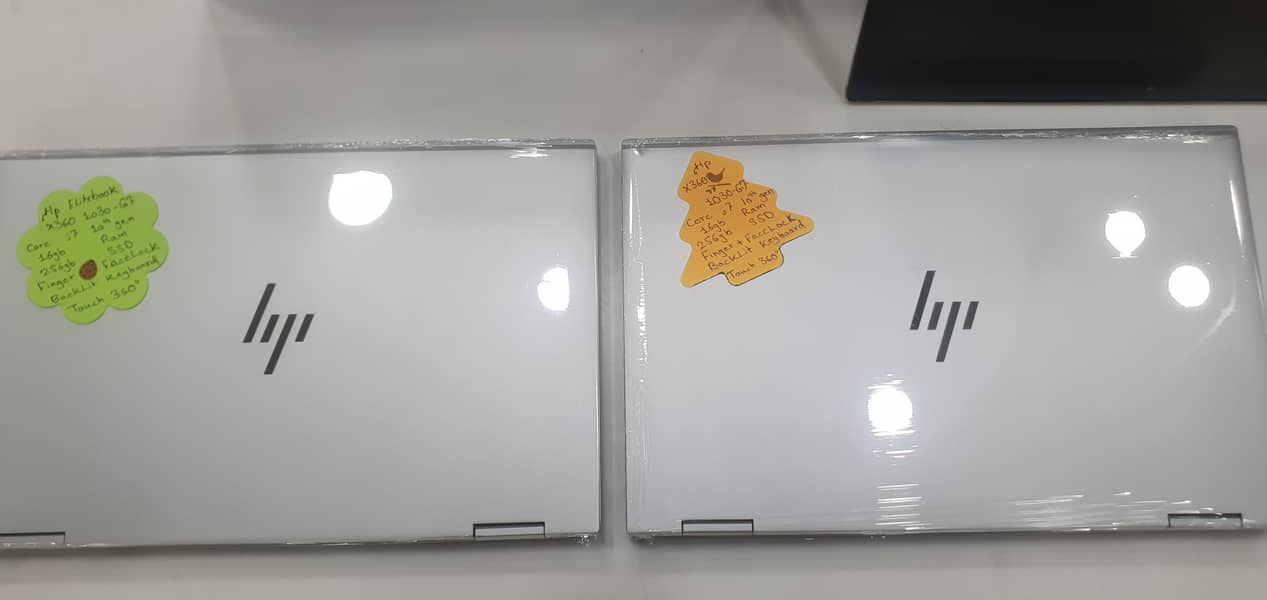 Hp Elitebook
x360 1030-G7
Core i7 10th gen
16gb Ram
256gb SSD
Finger FaceLock
BackLit Keyboard
Touch 360°
hp
Hp
x360
1030-G7
Core i7 10th gen
16gb Ram
256gb SSD
Finger + FaceLock
BackLit Keyboard
Touch 360°
hp